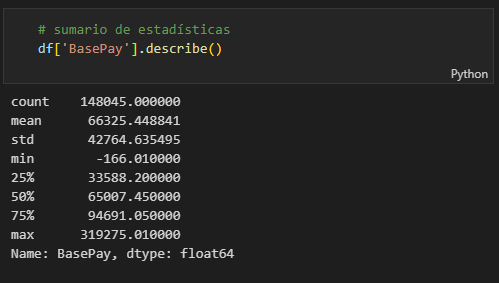 # sumario de estadísticas
df['BasePay'].describe()
Python
count    148045.000000
mean      66325.448841
std       42764.635495
min        -166.010000
25%       33588.200000
50%       65007.450000
75%       94691.050000
max      319275.010000
Name: BasePay, dtype: float64